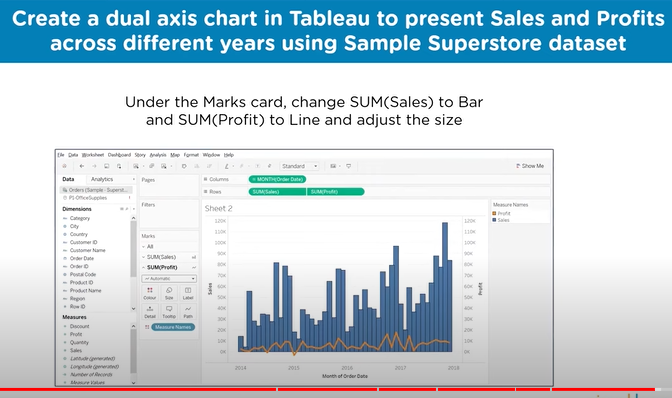 Create a dual axis chart in Tableau to present Sales and Profits
across different years using Sample Superstore dataset
Under the Marks card, change SUM(Sales) to Bar
and SUM(Profit) to Line and adjust the size
File Data Worksheet Dashboard Story Analysis Map Format Window Help
Standard
Show Me
Data Analytics
Pages
Columns MONTH(Order Date)
Rows SUM(Sales) SUM(Profit)
Orders (Sample - Superst...
PS-OfficeSupplies
Filters
Sheet 2
Measure Names
Profit
Sales
Dimensions
Category
City
Country
Customer ID
Customer Name
Order Date
Order ID
Postal Code
Product ID
Product Name
Region
Row ID
Marks
All
SUM(Sales)
SUM(Profit)
Automatic
Colour Size Label
Detail Tooltip Path
Measure Names
Measures
Discount
Profit
Quantity
Sales
Latitude (generated)
Longitude (generated)
Number of Records
Measure Values
120K 120K
110K 110K
100K 100K
90K 90K
80K 80K
70K 70K
60K 60K
50K 50K
40K 40K
30K 30K
20K 20K
10K 10K
0K 0K
Sales
Profit
2014 2015 2016 2017 2018
Month of Order Date